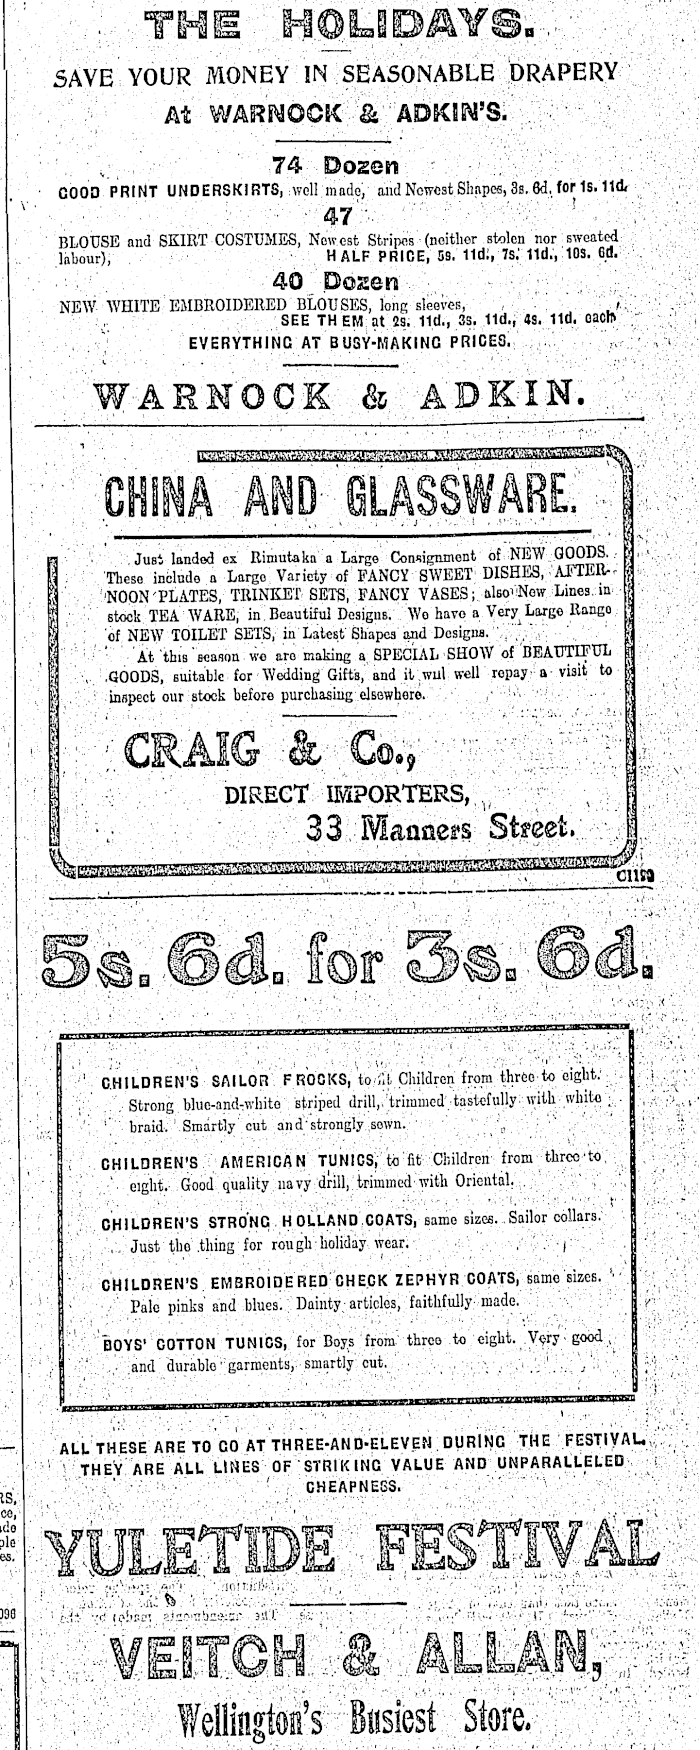 THE HOLIDAYS.
SAVE YOUR MONEY IN SEASONABLE DRAPERY
At WARNOCK & ADKIN'S.
74 Dozen
GOOD PRINT UNDERSKIRTS, well made, and Newest Shapes, 3s. 6d. for 1s. 11d.
47
BLOUSE and SKIRT COSTUMES, Newest Stripes (neither stolen nor sweated
labour), HALF PRICE, 5s. 11d., 7s. 11d., 10s. 6d.
40 Dozen
NEW WHITE EMBROIDERED BLOUSES, long sleeves,
SEE THEM at 2s. 11d., 3s. 11d., 4s. 11d. each
EVERYTHING AT BUSY-MAKING PRICES.
WARNOCK & ADKIN.
CHINA AND GLASSWARE.
Just landed ex Rimutaka a Large Consignment of NEW GOODS.
These include a Large Variety of FANCY SWEET DISHES, AFTER-
NOON PLATES, TRINKET SETS, FANCY VASES; also New Lines in
stock TEA WARE, in Beautiful Designs. We have a Very Large Range
of NEW TOILET SETS, in Latest Shapes and Designs.
At this season we are making a SPECIAL SHOW of BEAUTIFUL
GOODS, suitable for Wedding Gifts, and it wul well repay a visit to
inspect our stock before purchasing elsewhere.
CRAIG & Co.,
DIRECT IMPORTERS,
33 Manners Street.
5s. 6d. for 3s. 6d.
CHILDREN'S SAILOR FROCKS, to fit Children from three to eight.
Strong blue-and-white striped drill, trimmed tastefully with white
braid. Smartly cut and strongly sewn.
CHILDREN'S AMERICAN TUNICS, to fit Children from three to
eight. Good quality navy drill, trimmed with Oriental.
CHILDREN'S STRONG HOLLAND COATS, same sizes. Sailor collars.
Just the thing for rough holiday wear.
CHILDREN'S EMBROIDERED CHECK ZEPHYR COATS, same sizes.
Pale pinks and blues. Dainty articles, faithfully made.
BOYS' COTTON TUNICS, for Boys from three to eight. Very good
and durable garments, smartly cut.
ALL THESE ARE TO GO AT THREE-AND-ELEVEN DURING THE FESTIVAL.
THEY ARE ALL LINES OF STRIKING VALUE AND UNPARALLELED
CHEAPNESS.
YULETIDE FESTIVAL
VEITCH & ALLAN,
Wellington's Busiest Store.